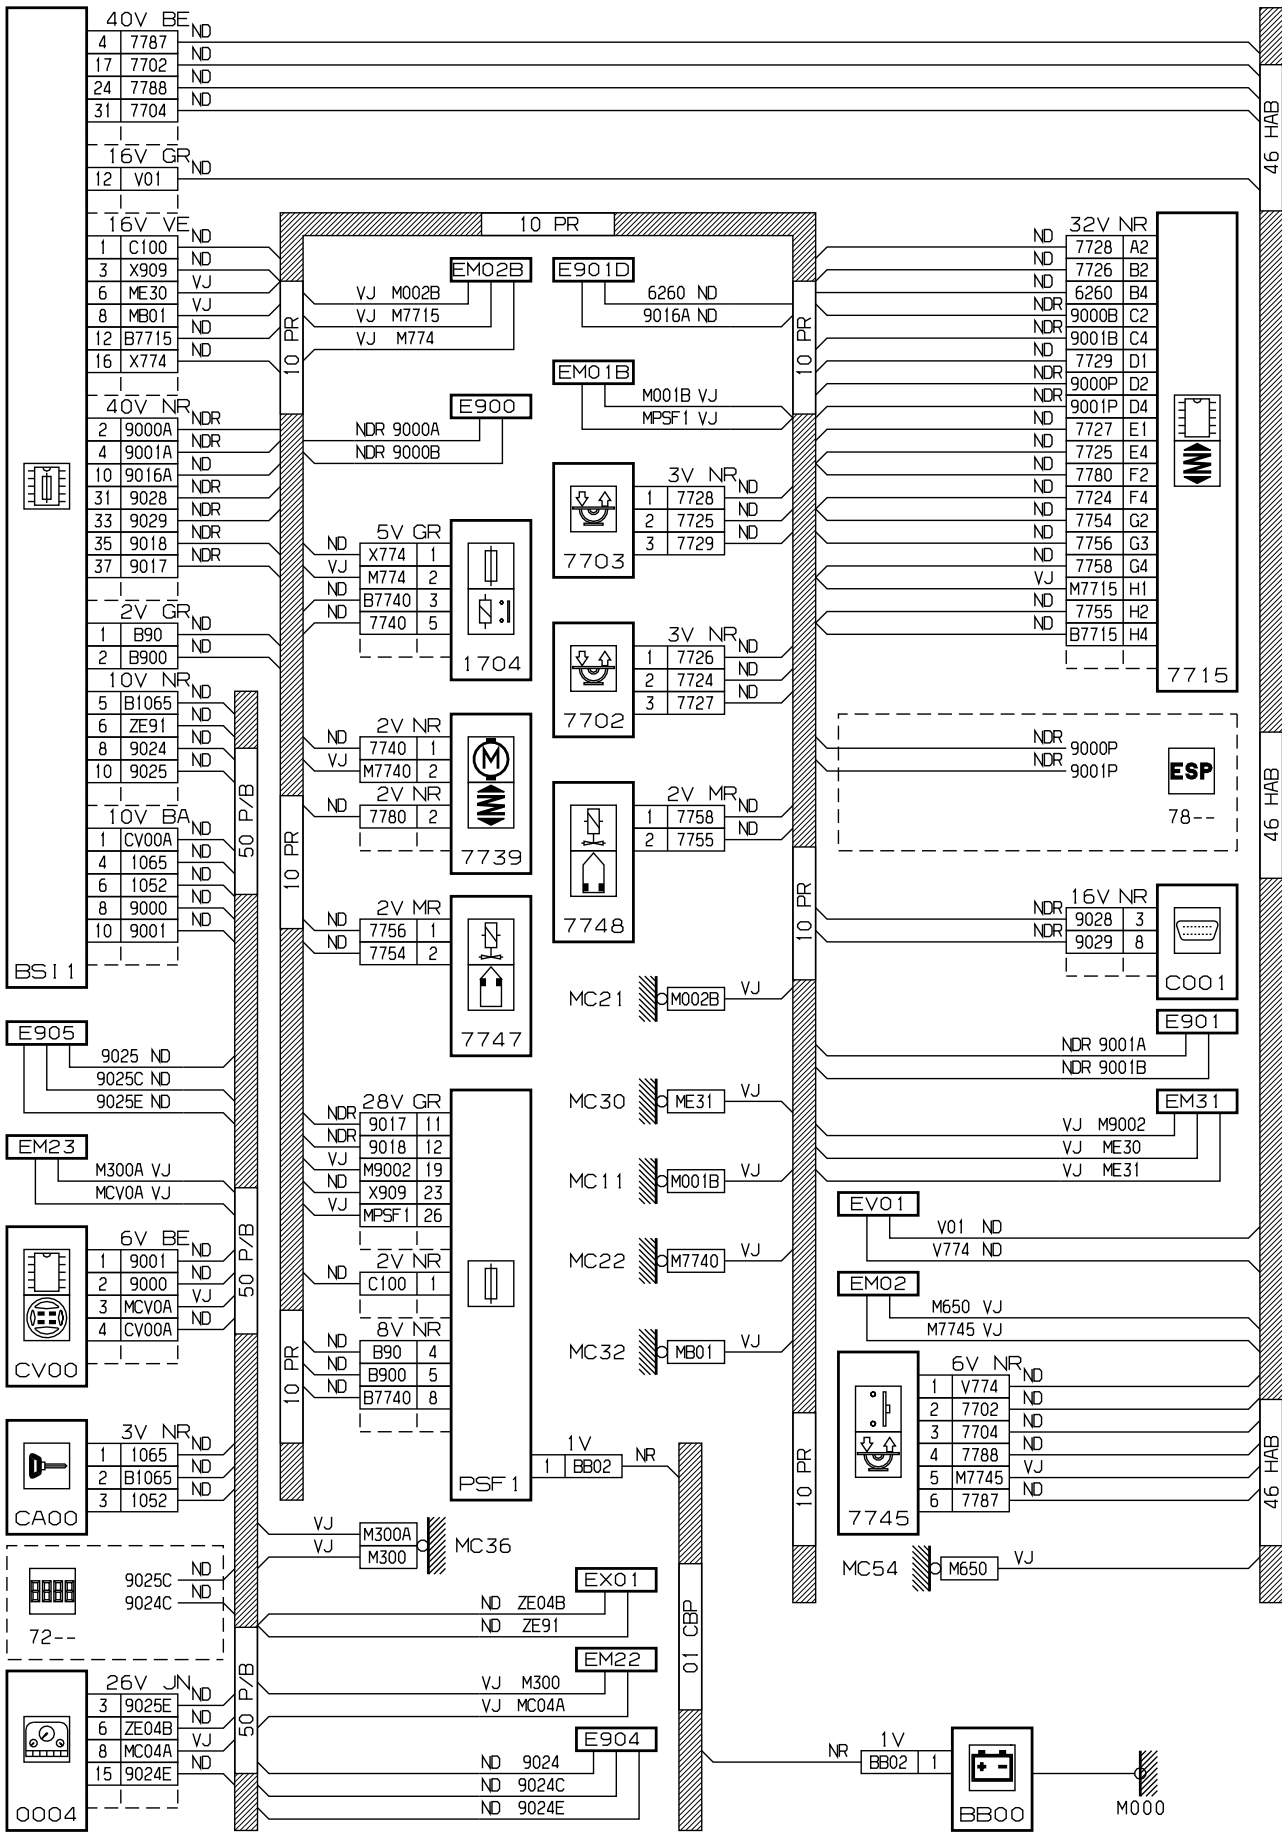 40V BE
4 7787 ND
17 7702 ND
24 7788 ND
31 7704 ND
16V GR
12 V01 ND
16V VE
1 C100 ND
3 X909 ND
6 ME30 VJ
8 MB01 VJ
12 B7715 ND
16 X774 ND
40V NR
2 9000A NDR
4 9001A NDR
10 9016A ND
31 9028 NDR
33 9029 NDR
35 9018 NDR
37 9017 NDR
2V GR
1 B90 ND
2 B900 ND
10V NR
5 B1065 ND
6 ZE91 ND
8 9024 ND
10 9025 ND
10V BA
1 CV00A ND
4 1065 ND
6 1052 ND
8 9000 ND
10 9001 ND
BSI1
E905
9025 ND
9025C ND
9025E ND
EM23
M300A VJ
MCV0A VJ
6V BE
1 9001 ND
2 9000 ND
3 MCV0A VJ
4 CV00A ND
CV00
3V NR
1 1065 ND
2 B1065 ND
3 1052 ND
CA00
9025C ND
9024C ND
72--
26V JN
3 9025E ND
6 ZE04B ND
8 MC04A VJ
15 9024E ND
0004
50 P/B
50 P/B
50 P/B
10 PR
10 PR
10 PR
10 PR
EM02B
VJ M002B
VJ M7715
VJ M774
E900
NDR 9000A
NDR 9000B
5V GR
ND X774 1
VJ M774 2
ND B7740 3
ND 7740 5
1704
2V NR
ND 7740 1
VJ M7740 2
2V NR
ND 7780 2
M
7739
2V MR
ND 7756 1
ND 7754 2
7747
28V GR
NDR 9017 11
NDR 9018 12
VJ M9002 19
ND X909 23
VJ MPSF1 26
2V NR
ND C100 1
8V NR
ND B90 4
ND B900 5
ND B7740 8
PSF1
1V
1 BB02 NR
VJ M300A
VJ M300
MC36
EX01
ND ZE04B
ND ZE91
EM22
VJ M300
VJ MC04A
E904
ND 9024
ND 9024C
ND 9024E
01 CBP
E901D
6260 ND
9016A ND
EM01B
M001B VJ
MPSF1 VJ
3V NR
1 7728 ND
2 7725 ND
3 7729 ND
7703
3V NR
1 7726 ND
2 7724 ND
3 7727 ND
7702
2V MR
1 7758 ND
2 7755 ND
7748
MC21 M002B VJ
MC30 ME31 VJ
MC11 M001B VJ
MC22 M7740 VJ
MC32 MB01 VJ
10 PR
10 PR
10 PR
32V NR
ND 7728 A2
ND 7726 B2
ND 6260 B4
NDR 9000B C2
NDR 9001B C4
ND 7729 D1
NDR 9000P D2
NDR 9001P D4
ND 7727 E1
ND 7725 E4
ND 7780 F2
ND 7724 F4
ND 7754 G2
ND 7756 G3
ND 7758 G4
VJ M7715 H1
ND 7755 H2
ND B7715 H4
7715
NDR 9000P
NDR 9001P
ESP
78--
16V NR
NDR 9028 3
NDR 9029 8
C001
E901
NDR 9001A
NDR 9001B
EM31
VJ M9002
VJ ME30
VJ ME31
EV01
V01 ND
V774 ND
EM02
M650 VJ
M7745 VJ
6V NR
1 V774 ND
2 7702 ND
3 7704 ND
4 7788 ND
5 M7745 VJ
6 7787 ND
7745
MC54 M650 VJ
46 HAB
46 HAB
46 HAB
1V
NR BB02 1
+ -
BB00
M000